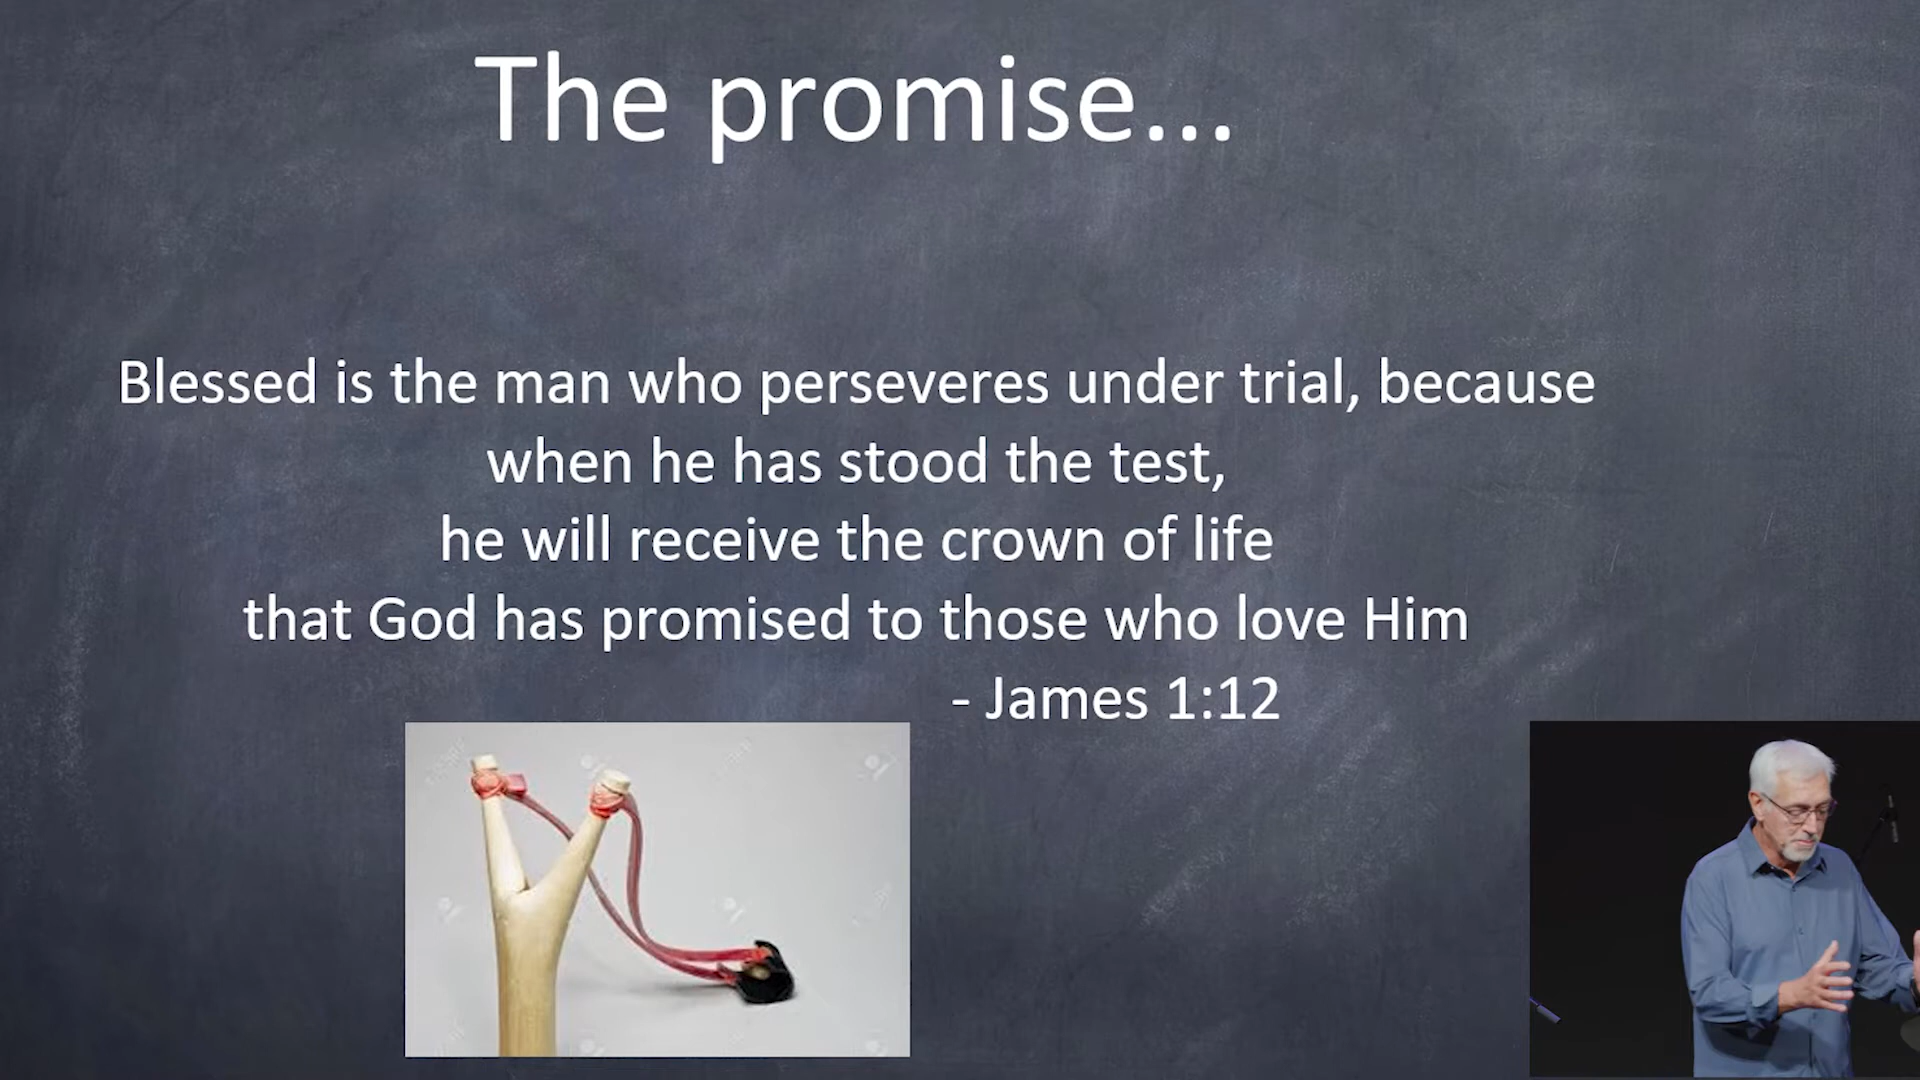 The promise...
Blessed is the man who perseveres under trial, because
when he has stood the test,
he will receive the crown of life
that God has promised to those who love Him
- James 1:12